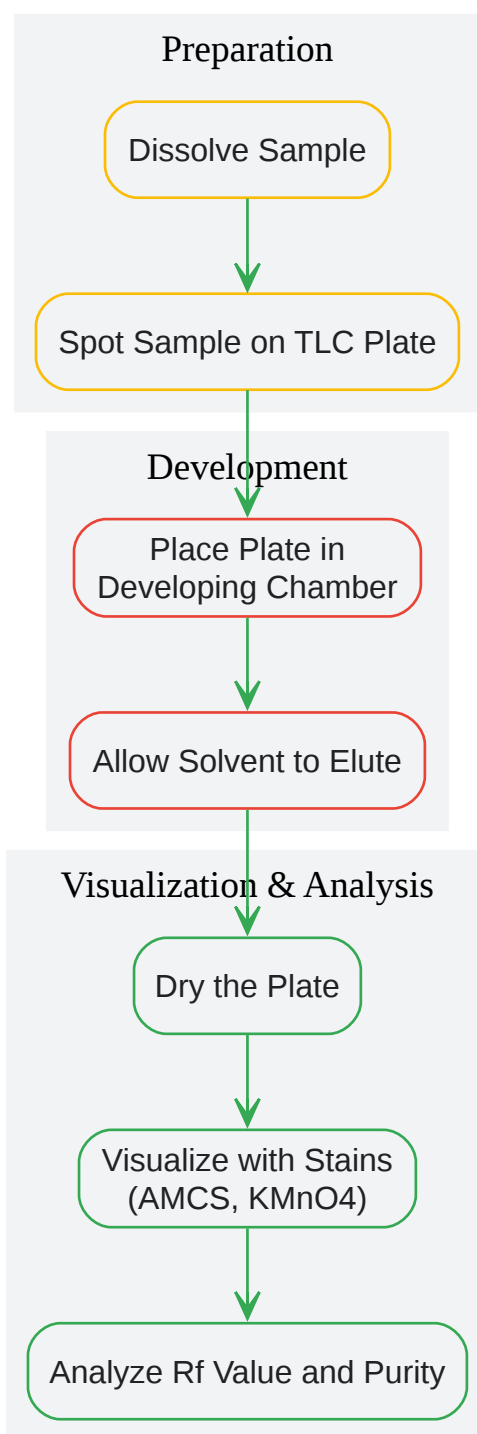 Preparation
Dissolve Sample
Spot Sample on TLC Plate
Development
Place Plate in
Developing Chamber
Allow Solvent to Elute
Visualization & Analysis
Dry the Plate
Visualize with Stains
(AMCS, KMnO4)
Analyze Rf Value and Purity